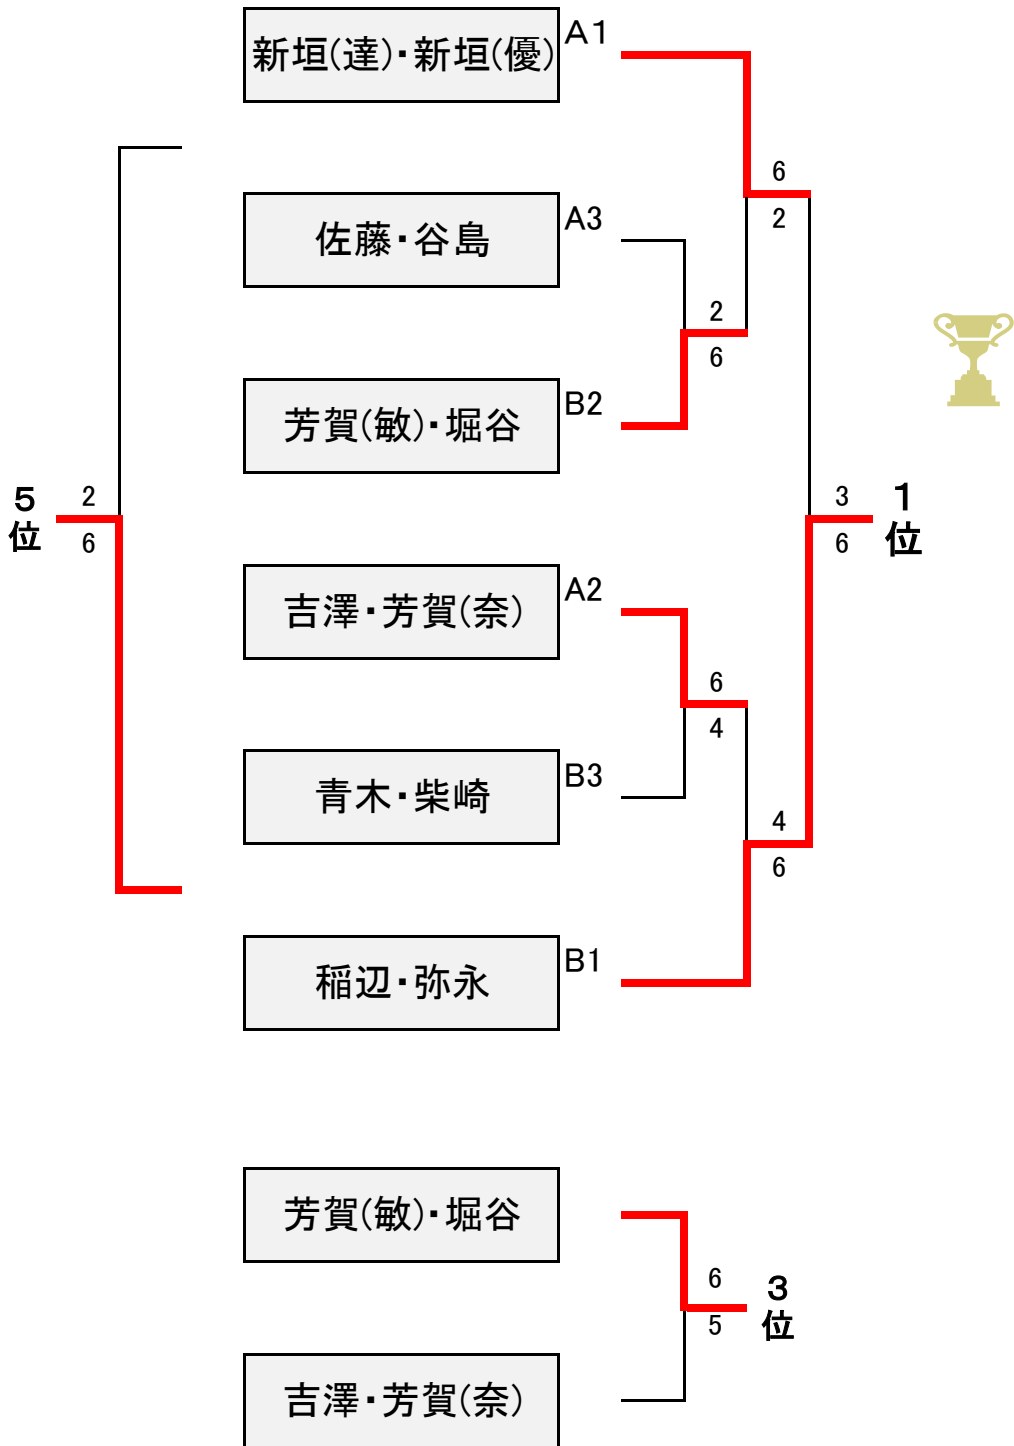 新垣(達)・新垣(優)
A1
6
2
佐藤・谷島
A3
2
6
芳賀(敏)・堀谷
B2
5位
2
6
3
6
1位
吉澤・芳賀(奈)
A2
6
4
青木・柴崎
B3
4
6
稲辺・弥永
B1
芳賀(敏)・堀谷
6
5
3位
吉澤・芳賀(奈)